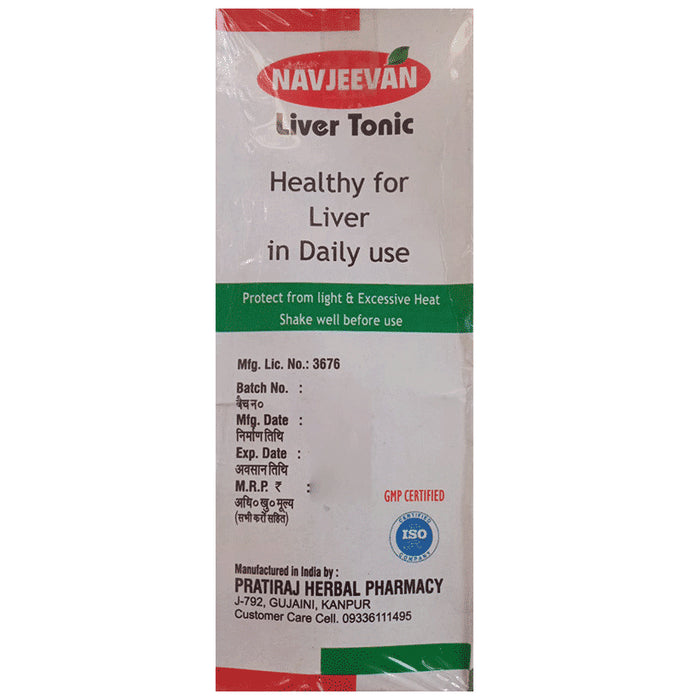 NAVJEEVAN
Liver Tonic
Healthy for
Liver
in Daily use
Protect from light & Excessive Heat
Shake well before use
Mfg. Lic. No.: 3676
Batch No. :
बैच न०
Mfg. Date :
निर्माण तिथि
Exp. Date :
अवसान तिथि
M.R.P. ₹ :
अधि० खु० मूल्य
(सभी करों सहित)
GMP CERTIFIED
CERTIFIED
ISO
COMPANY
Manufactured in India by :
PRATIRAJ HERBAL PHARMACY
J-792, GUJAINI, KANPUR
Customer Care Cell. 09336111495